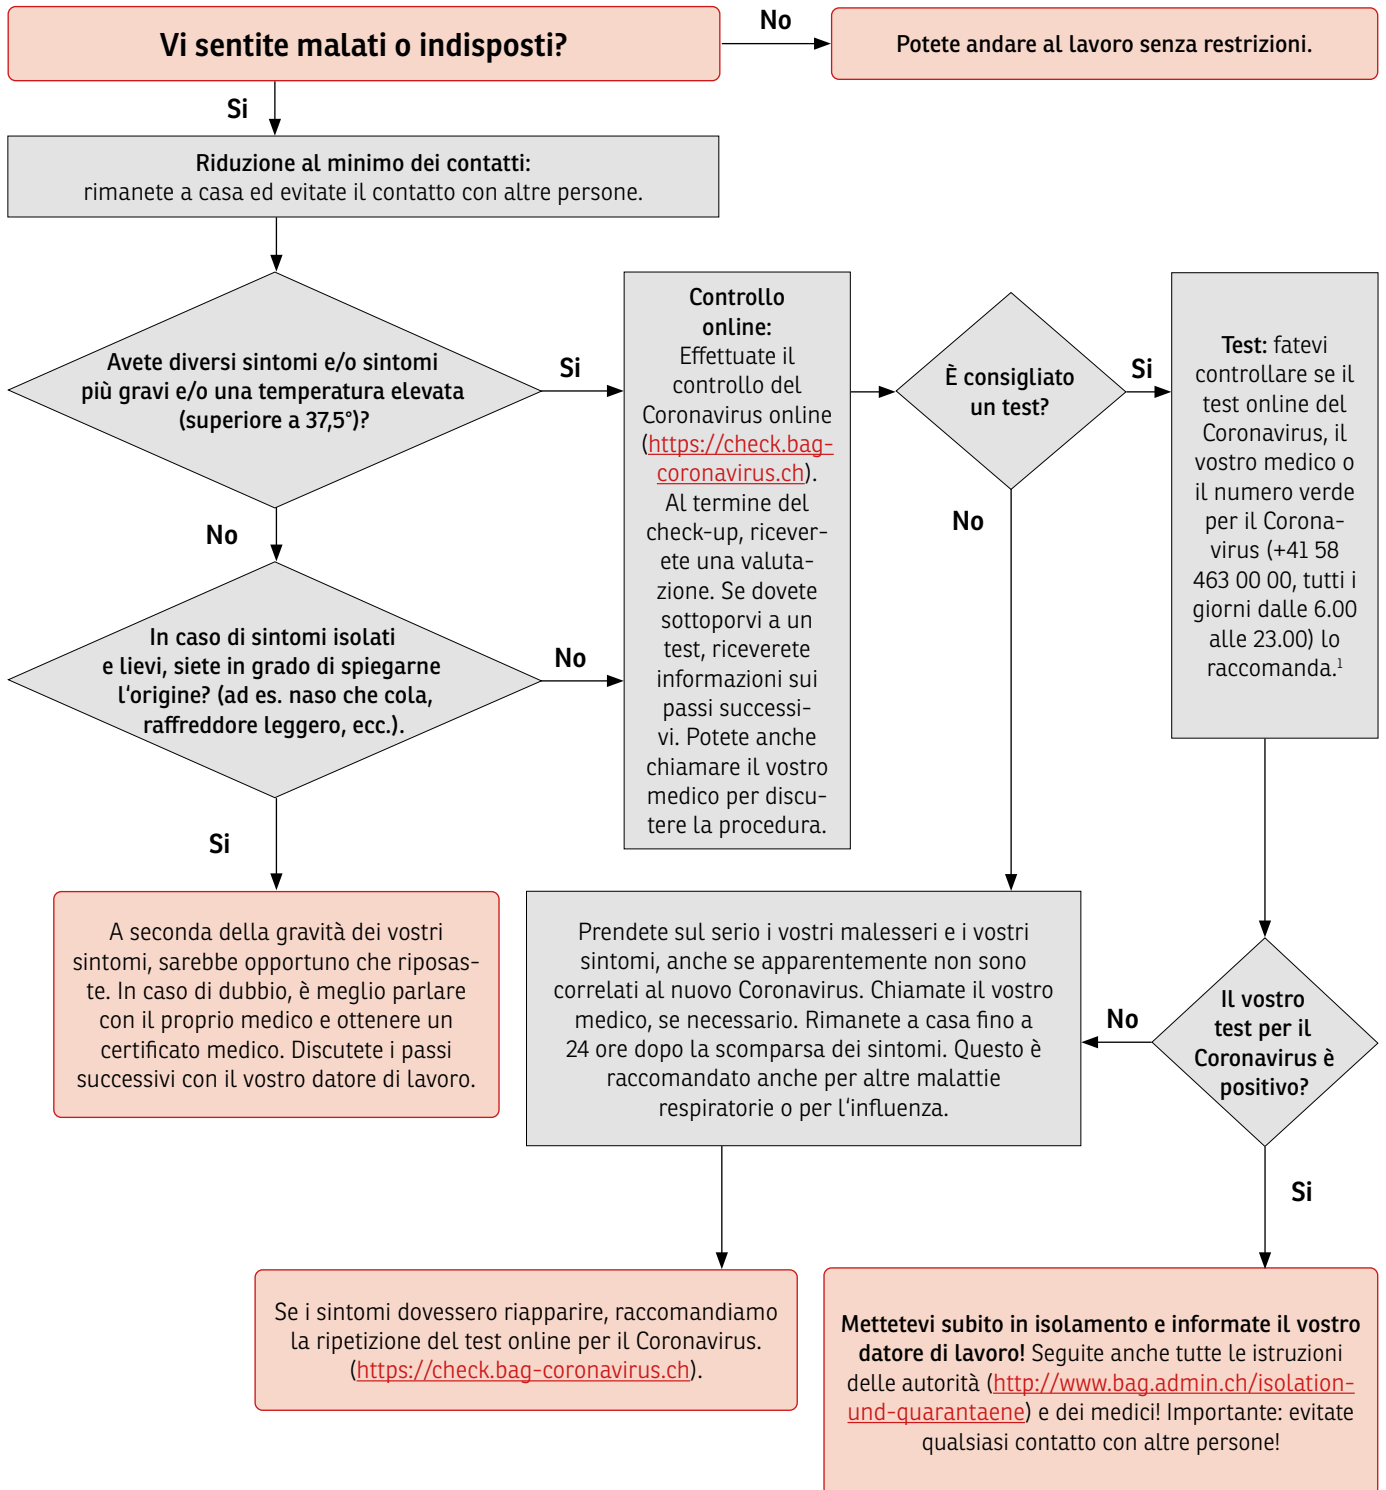 Vi sentite malati o indisposti?
No
Potete andare al lavoro senza restrizioni.
Si
Riduzione al minimo dei contatti:
rimanete a casa ed evitate il contatto con altre persone.
Avete diversi sintomi e/o sintomi
più gravi e/o una temperatura elevata
(superiore a 37,5°)?
Si
No
In caso di sintomi isolati
e lievi, siete in grado di spiegarne
l‘origine? (ad es. naso che cola,
raffreddore leggero, ecc.).
No
Si
A seconda della gravità dei vostri
sintomi, sarebbe opportuno che riposas-
te. In caso di dubbio, è meglio parlare
con il proprio medico e ottenere un
certificato medico. Discutete i passi
successivi con il vostro datore di lavoro.
Controllo
online:
Effettuate il
controllo del
Coronavirus online
(https://check.bag-
coronavirus.ch).
Al termine del
check-up, ricever-
ete una valuta-
zione. Se dovete
sottoporvi a un
test, riceverete
informazioni sui
passi successi-
vi. Potete anche
chiamare il vostro
medico per discu-
tere la procedura.
È consigliato
un test?
Si
No
Test: fatevi
controllare se il
test online del
Coronavirus, il
vostro medico o
il numero verde
per il Corona-
virus (+41 58
463 00 00, tutti i
giorni dalle 6.00
alle 23.00) lo
raccomanda.¹
Il vostro
test per il
Coronavirus è
positivo?
No
Si
Prendete sul serio i vostri malesseri e i vostri
sintomi, anche se apparentemente non sono
correlati al nuovo Coronavirus. Chiamate il vostro
medico, se necessario. Rimanete a casa fino a
24 ore dopo la scomparsa dei sintomi. Questo è
raccomandato anche per altre malattie
respiratorie o per l‘influenza.
Se i sintomi dovessero riapparire, raccomandiamo
la ripetizione del test online per il Coronavirus.
(https://check.bag-coronavirus.ch).
Mettetevi subito in isolamento e informate il vostro
datore di lavoro! Seguite anche tutte le istruzioni
delle autorità (http://www.bag.admin.ch/isolation-
und-quarantaene) e dei medici! Importante: evitate
qualsiasi contatto con altre persone!